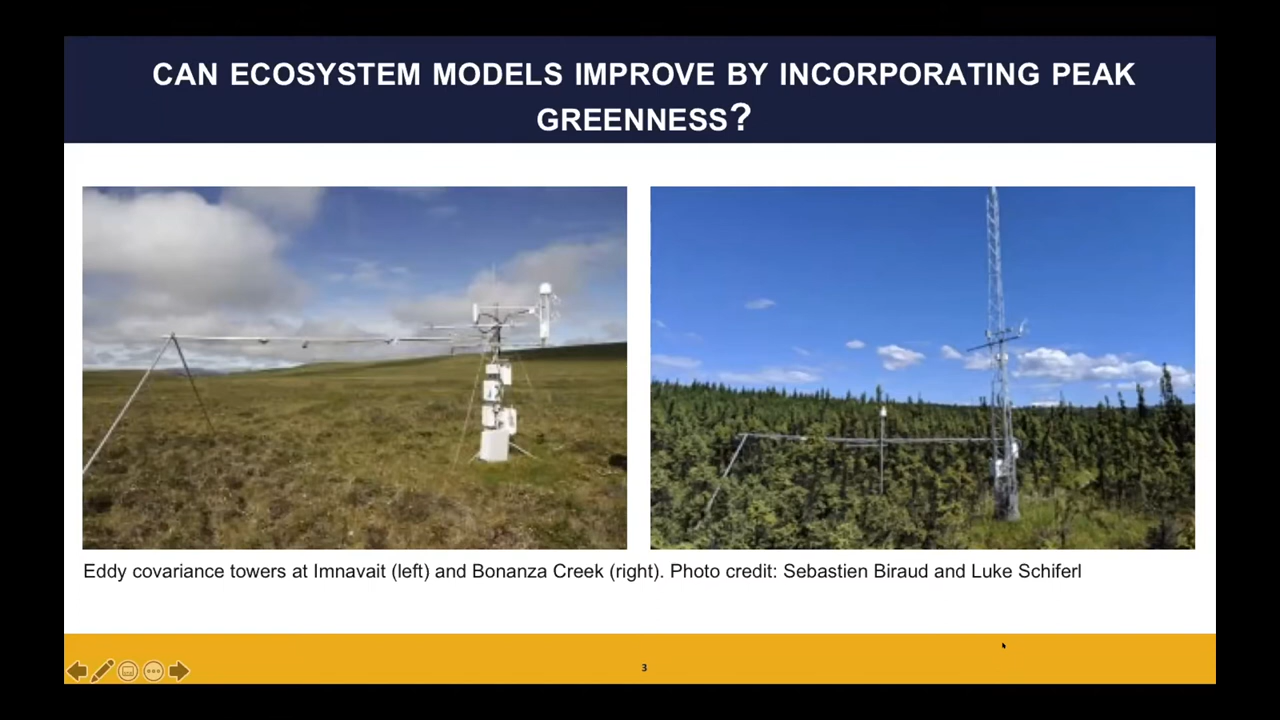 CAN ECOSYSTEM MODELS IMPROVE BY INCORPORATING PEAK
GREENNESS?
Eddy covariance towers at Imnavait (left) and Bonanza Creek (right). Photo credit: Sebastien Biraud and Luke Schiferl
3